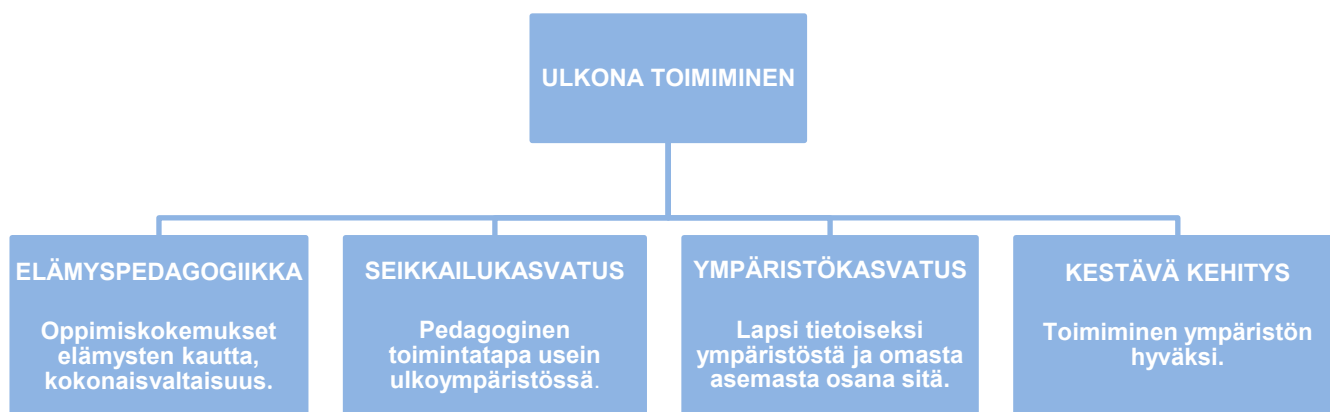 ULKONA TOIMIMINEN
ELÄMYSPEDAGOGIIKKA
Oppimiskokemukset
elämysten kautta,
kokonaisvaltaisuus.
SEIKKAILUKASVATUS
Pedagoginen
toimintatapa usein
ulkoympäristössä.
YMPÄRISTÖKASVATUS
Lapsi tietoiseksi
ympäristöstä ja omasta
asemasta osana sitä.
KESTÄVÄ KEHITYS
Toimiminen ympäristön
hyväksi.